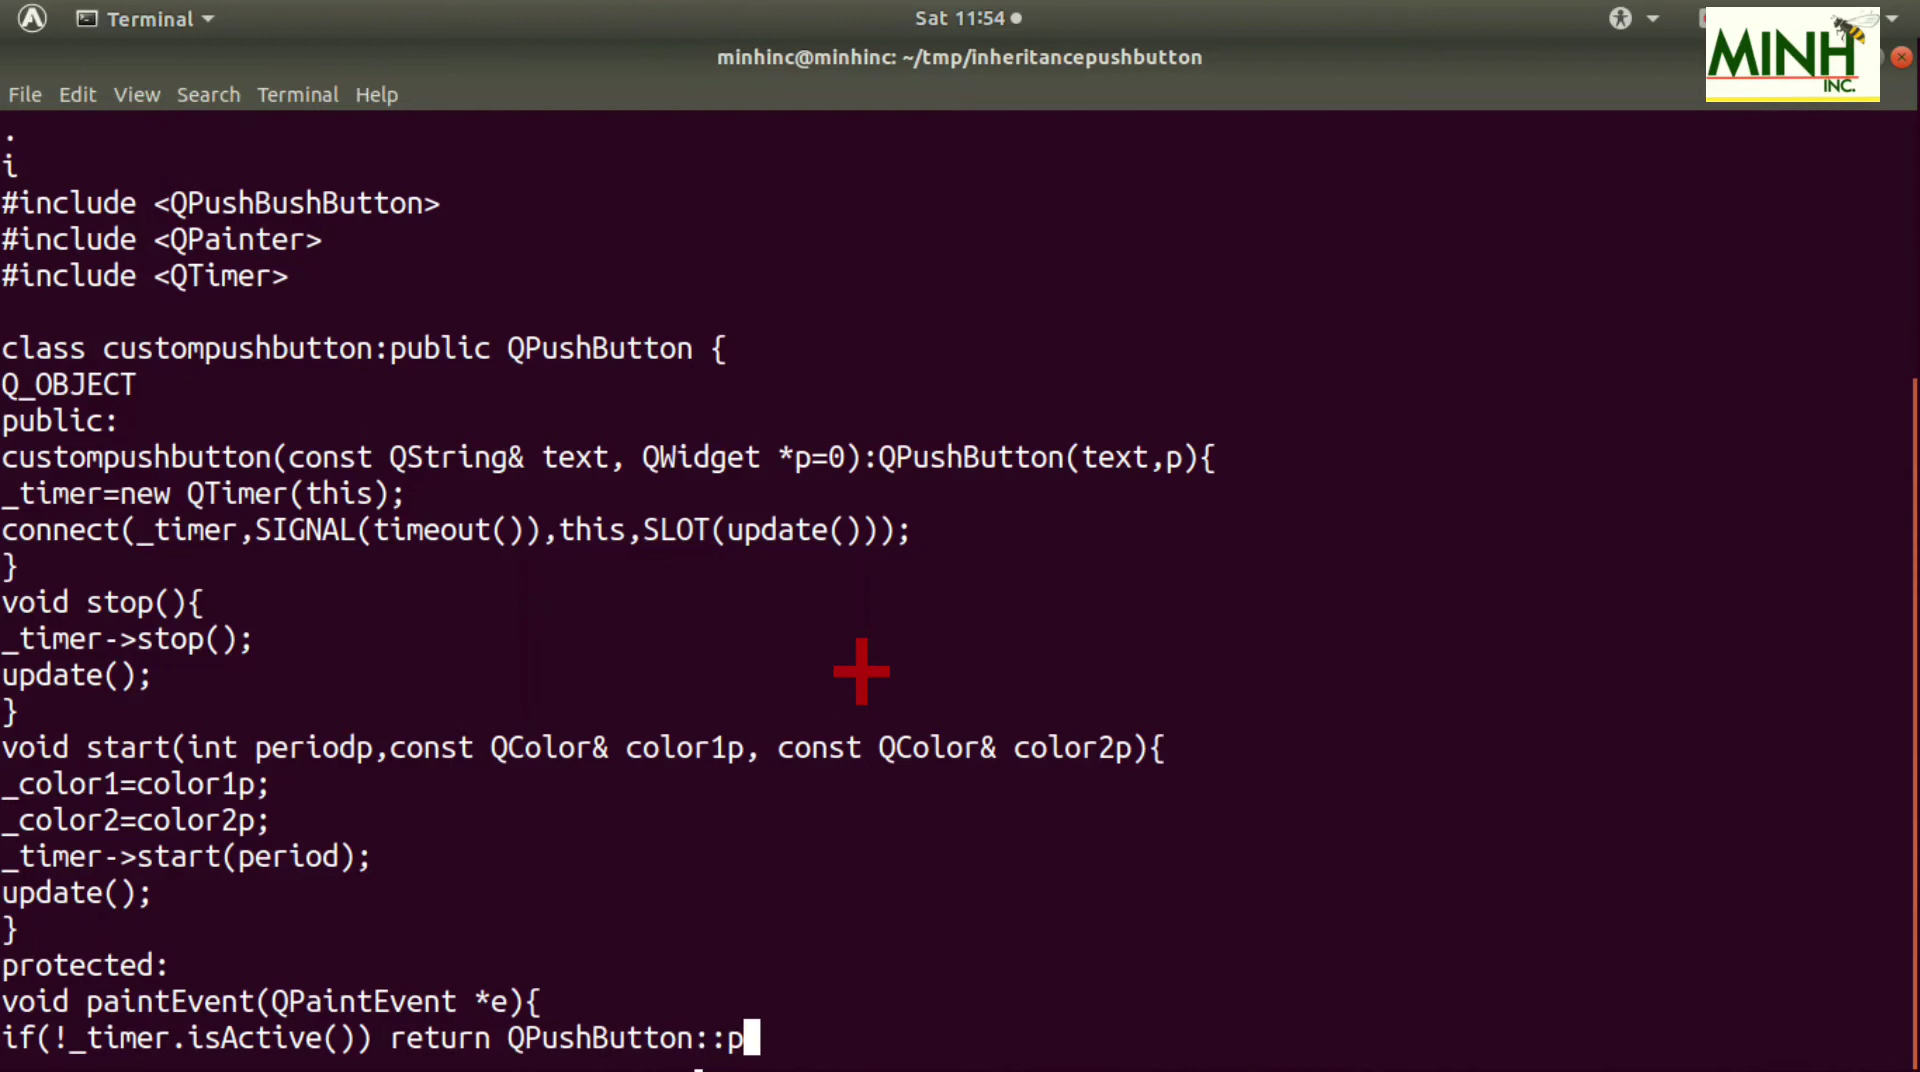 Terminal
Sat 11:54
minhinc@minhinc: ~/tmp/inheritancepushbutton
MINH
INC.
File Edit View Search Terminal Help
.
i
#include <QPushBushButton>
#include <QPainter>
#include <QTimer>
class custompushbutton:public QPushButton {
Q_OBJECT
public:
custompushbutton(const QString& text, QWidget *p=0):QPushButton(text,p){
_timer=new QTimer(this);
connect(_timer,SIGNAL(timeout()),this,SLOT(update()));
}
void stop(){
_timer->stop();
update();
}
void start(int periodp,const QColor& color1p, const QColor& color2p){
_color1=color1p;
_color2=color2p;
_timer->start(period);
update();
}
protected:
void paintEvent(QPaintEvent *e){
if(!_timer.isActive()) return QPushButton::p